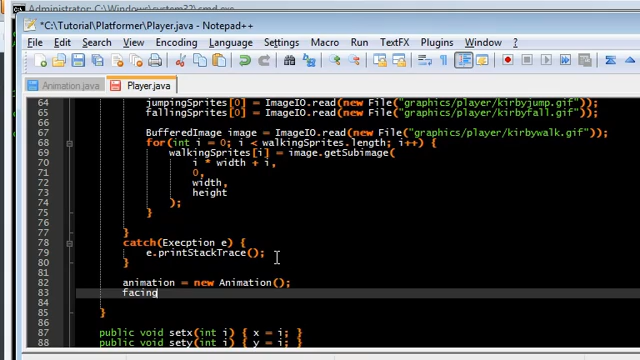 Administrator: C:\Windows\system32\cmd.exe
*C:\Tutorial\Platformer\Player.java - Notepad++
File Edit Search View Encoding Language Settings Macro Run TextFX Plugins Window ?
Animation.java Player.java
64 jumpingSprites[0] = ImageIO.read(new File("graphics/player/kirbyjump.gif"));
65 fallingSprites[0] = ImageIO.read(new File("graphics/player/kirbyfall.gif"));
66
67 BufferedImage image = ImageIO.read(new File("graphics/player/kirbywalk.gif"));
68 for(int i = 0; i < walkingSprites.length; i++) {
69 walkingSprites[i] = image.getSubimage(
70 i * width + i,
71 0,
72 width,
73 height
74 );
75 }
76
77 }
78 catch(Execption e) {
79 e.printStackTrace();
80 }
81
82 animation = new Animation();
83 facing
84
85 }
86
87 public void setx(int i) { x = i; }
88 public void sety(int i) { y = i; }